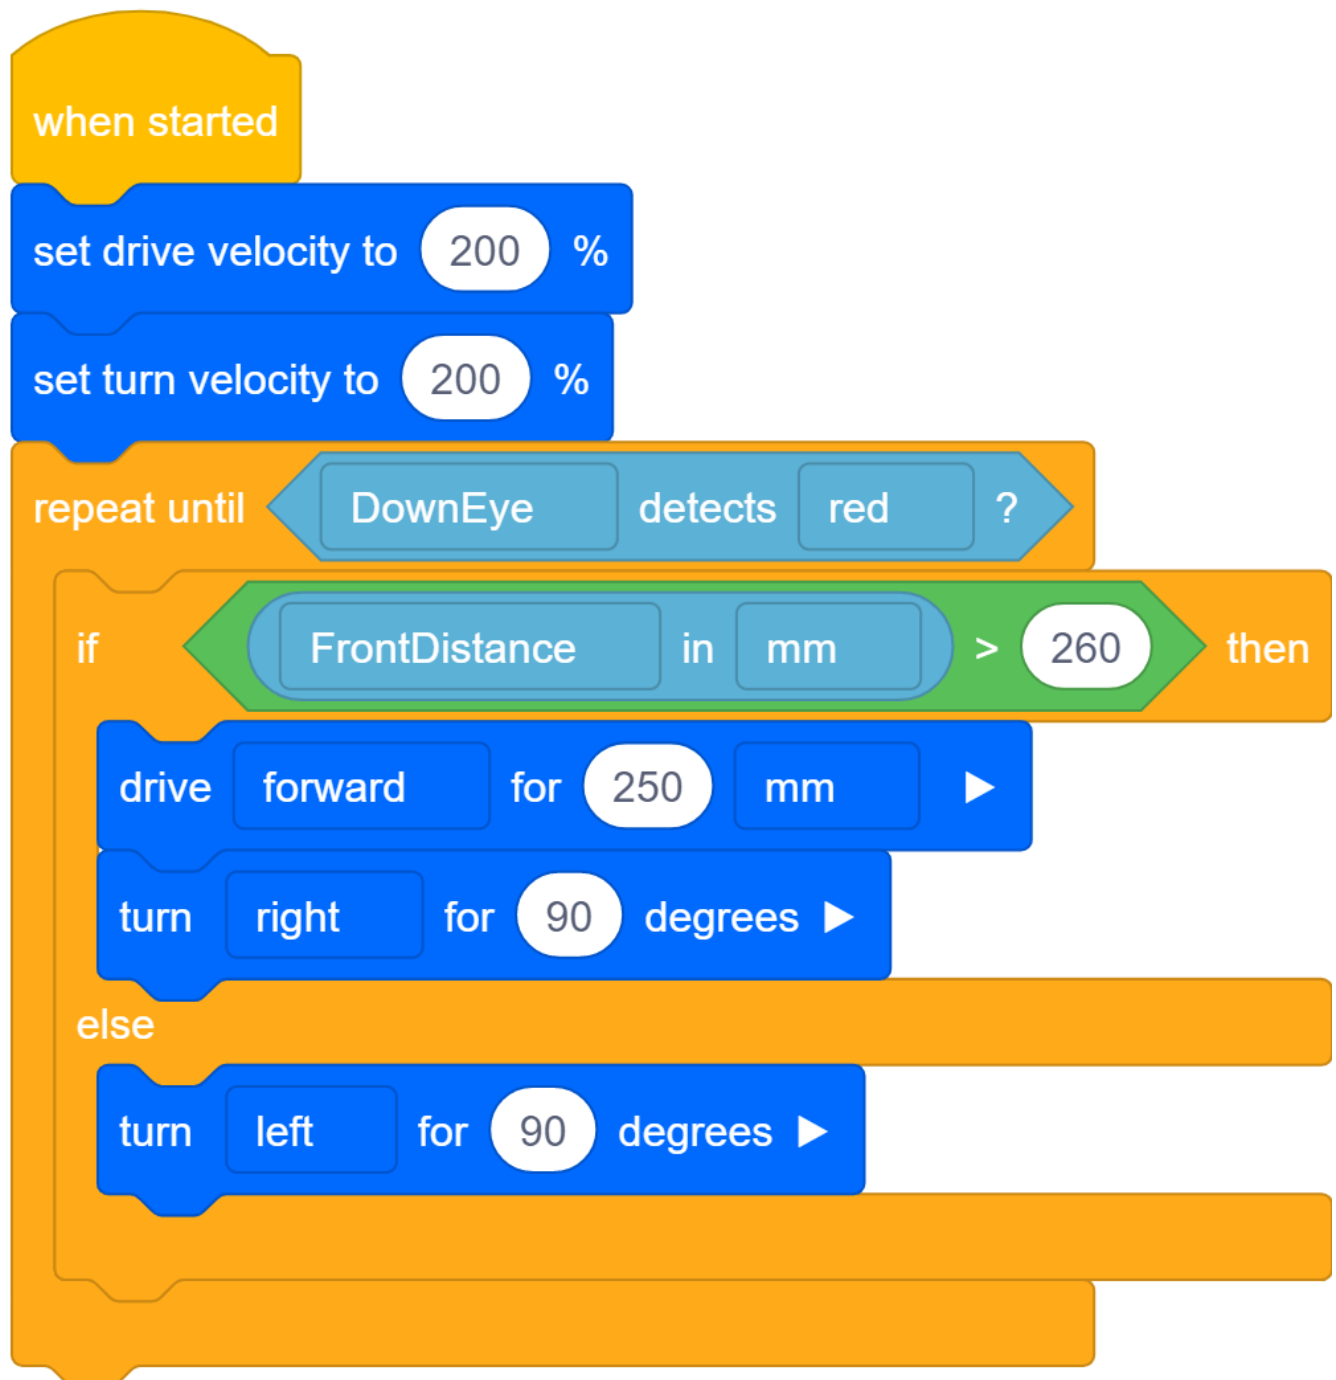 when started
set drive velocity to 200 %
set turn velocity to 200 %
repeat until DownEye detects red ?
if FrontDistance in mm > 260 then
drive forward for 250 mm
turn right for 90 degrees
else
turn left for 90 degrees